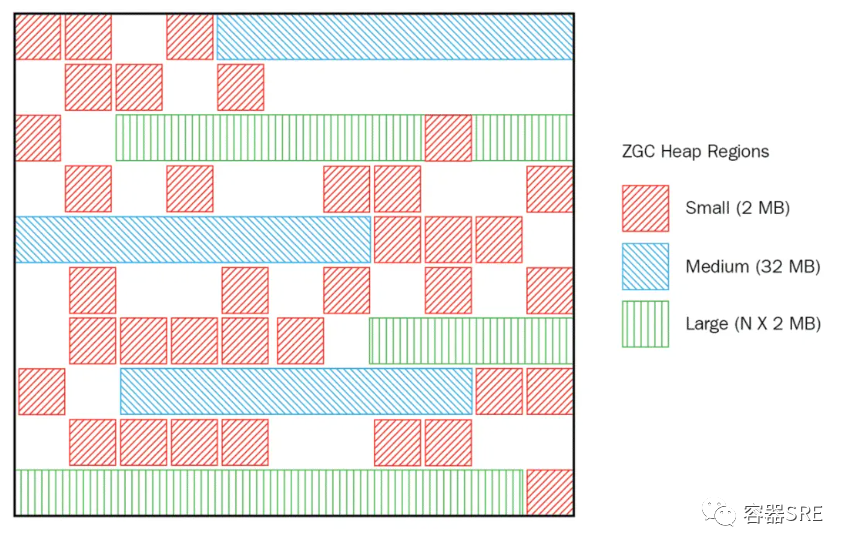 ZGC Heap Regions
Small (2 MB)
Medium (32 MB)
Large (N X 2 MB)
容器SRE